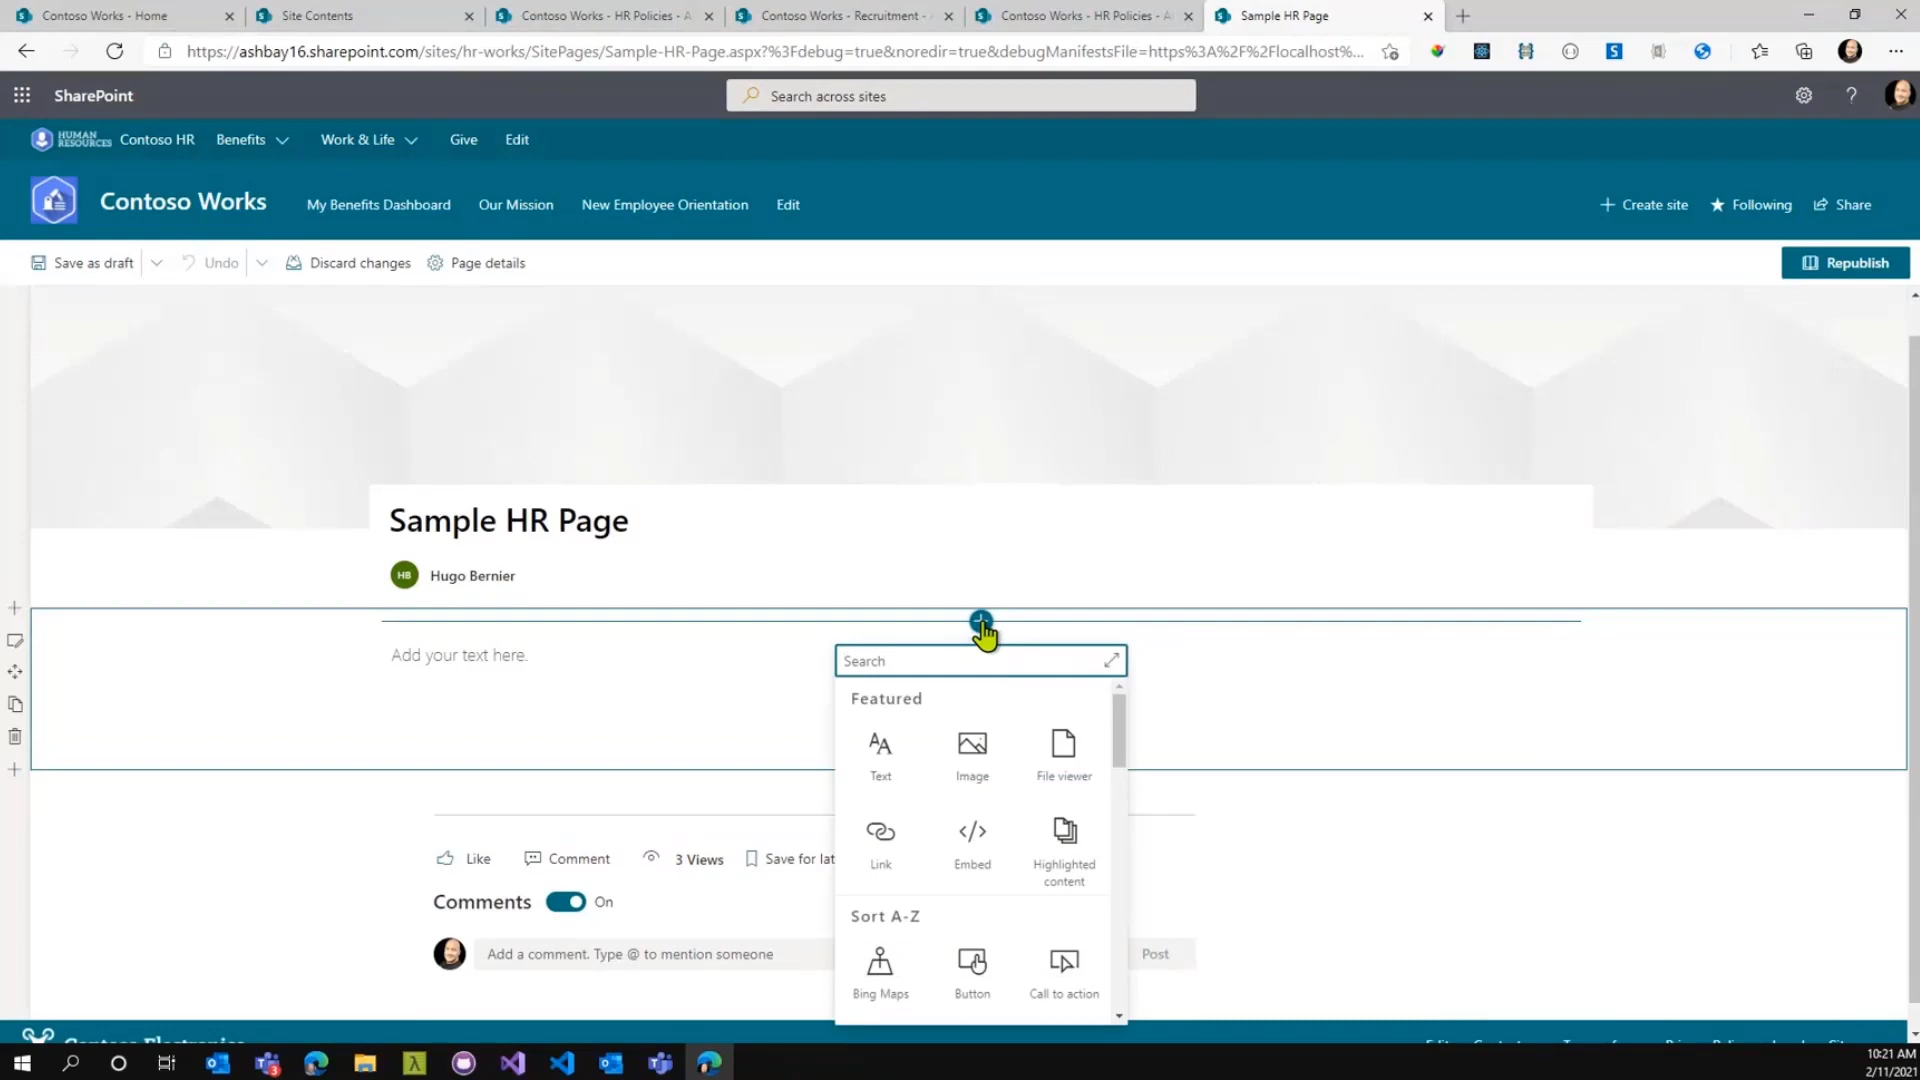 Contoso Works - Home
Site Contents
Contoso Works - HR Policies - A
Contoso Works - Recruitment -
Contoso Works - HR Policies - A
Sample HR Page
https://ashbay16.sharepoint.com/sites/hr-works/SitePages/Sample-HR-Page.aspx?%3Fdebug=true&noredir=true&debugManifestsFile=https%3A%2F%2Flocalhost%...
SharePoint
Search across sites
HUMAN RESOURCES
Contoso HR
Benefits
Work & Life
Give
Edit
Contoso Works
My Benefits Dashboard
Our Mission
New Employee Orientation
Edit
Create site
Following
Share
Save as draft
Undo
Discard changes
Page details
Republish
Sample HR Page
HB
Hugo Bernier
Add your text here.
Search
Featured
Text
Image
File viewer
Link
Embed
Highlighted
content
Like
Comment
3 Views
Save for lat
Comments
On
Sort A-Z
Add a comment. Type @ to mention someone
Post
Bing Maps
Button
Call to action
Contoso Electronics
10:21 AM
2/11/2021